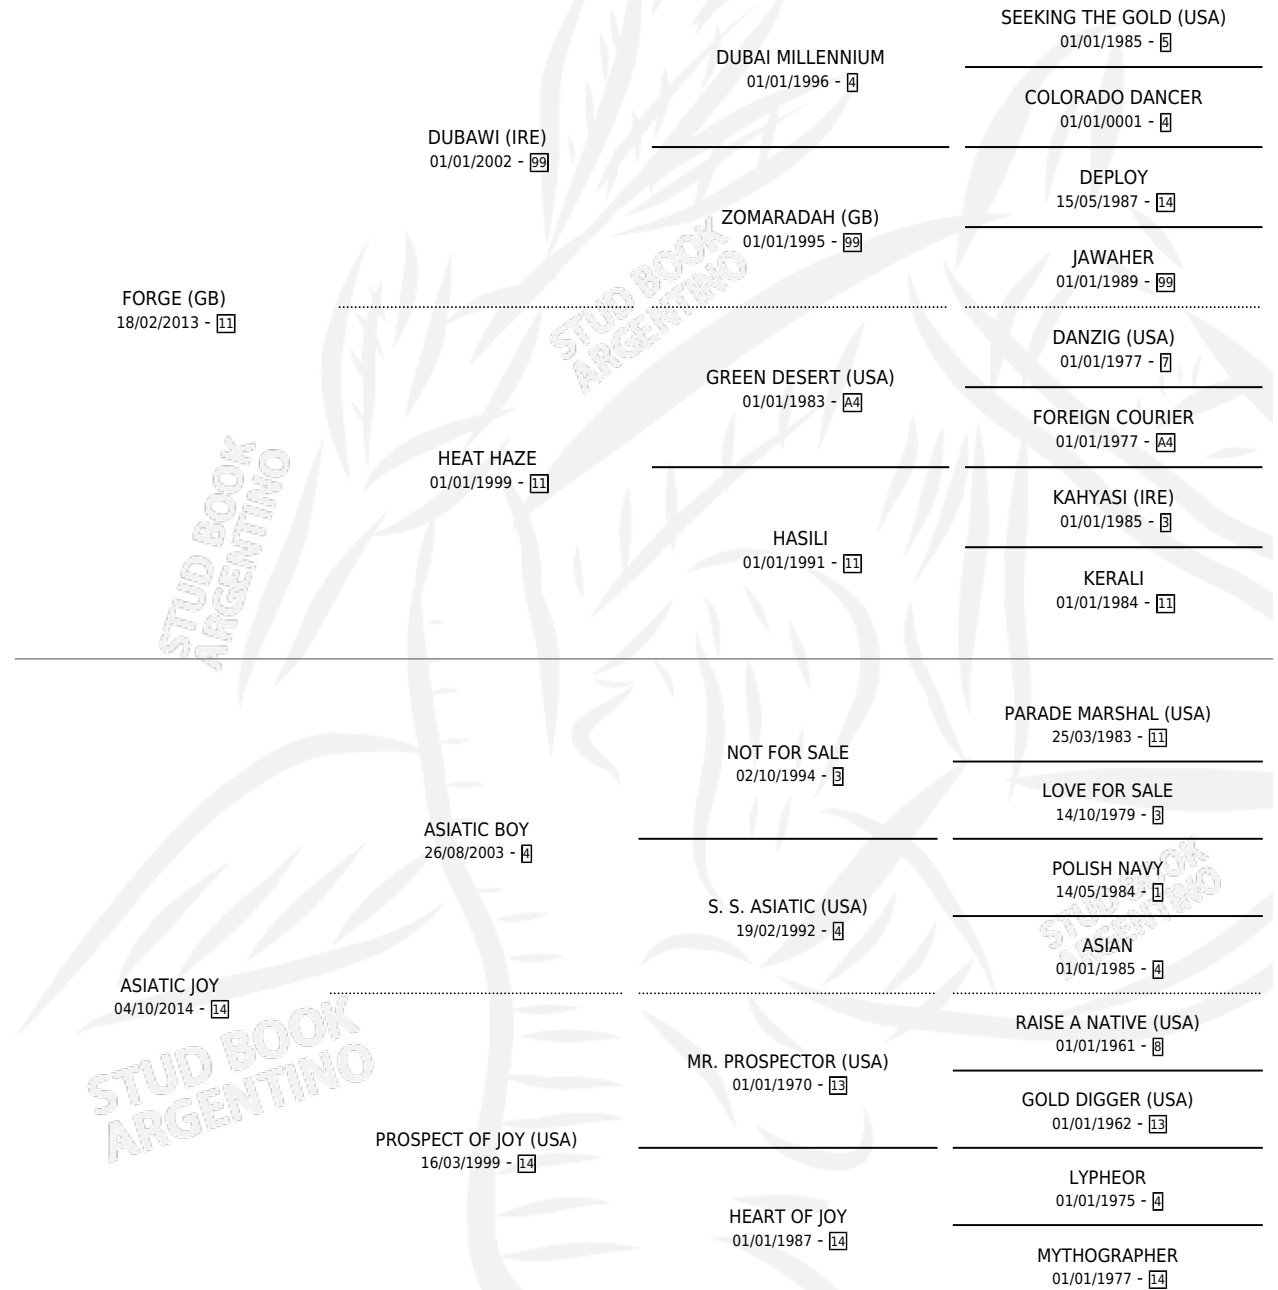 SEEKING THE GOLD (USA)
01/01/1985 - 5
DUBAI MILLENNIUM
01/01/1996 - 4
COLORADO DANCER
01/01/0001 - 4
DUBAWI (IRE)
01/01/2002 - 99
DEPLOY
15/05/1987 - 14
ZOMARADAH (GB)
01/01/1995 - 99
JAWAHER
01/01/1989 - 99
FORGE (GB)
18/02/2013 - 11
DANZIG (USA)
01/01/1977 - 7
GREEN DESERT (USA)
01/01/1983 - A4
FOREIGN COURIER
01/01/1977 - A4
HEAT HAZE
01/01/1999 - 11
KAHYASI (IRE)
01/01/1985 - 3
HASILI
01/01/1991 - 11
KERALI
01/01/1984 - 11
PARADE MARSHAL (USA)
25/03/1983 - 11
NOT FOR SALE
02/10/1994 - 3
LOVE FOR SALE
14/10/1979 - 3
ASIATIC BOY
26/08/2003 - 4
POLISH NAVY
14/05/1984 - 1
S. S. ASIATIC (USA)
19/02/1992 - 4
ASIAN
01/01/1985 - 4
ASIATIC JOY
04/10/2014 - 14
RAISE A NATIVE (USA)
01/01/1961 - 8
MR. PROSPECTOR (USA)
01/01/1970 - 13
GOLD DIGGER (USA)
01/01/1962 - 13
PROSPECT OF JOY (USA)
16/03/1999 - 14
LYPHEOR
01/01/1975 - 4
HEART OF JOY
01/01/1987 - 14
MYTHOGRAPHER
01/01/1977 - 14
STUD BOOK
ARGENTINO
STUD BOOK
ARGENTINO
STUD BOOK
ARGENTINO
STUD BOOK
ARGENTINO